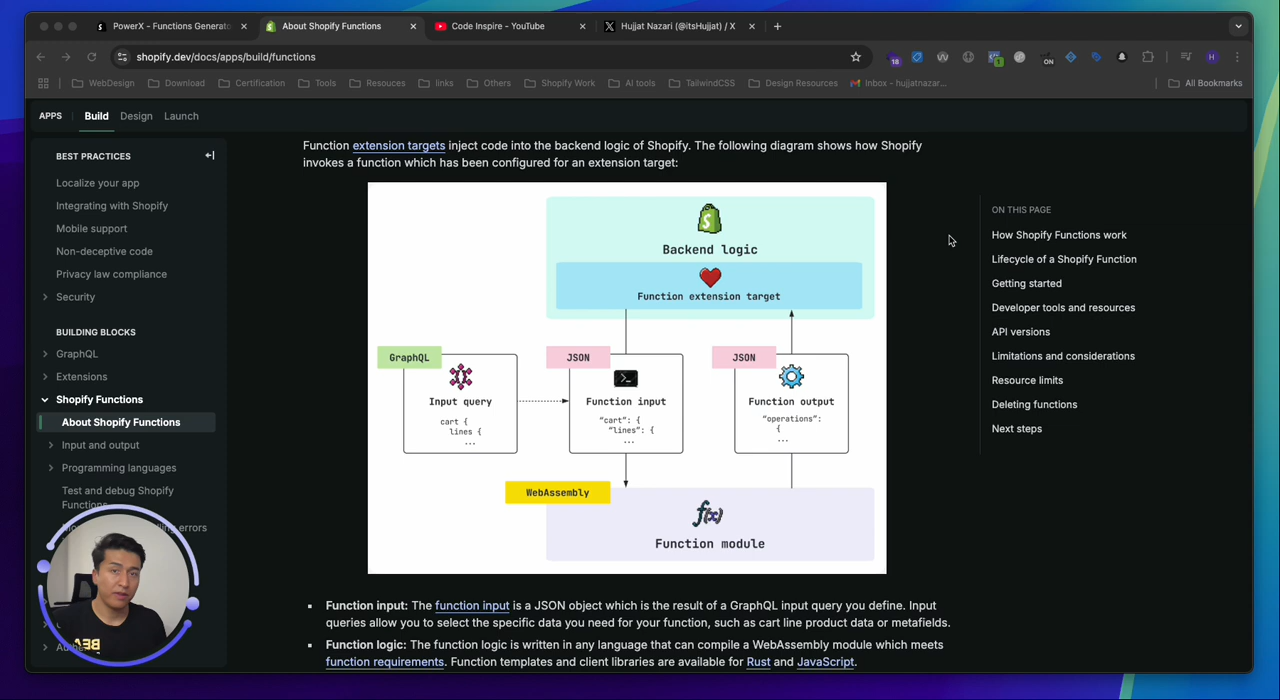 PowerX - Functions Generato
About Shopify Functions
Code Inspire - YouTube
Hujjat Nazari (@itsHujjat) / X
shopify.dev/docs/apps/build/functions
18
1
ON
H
WebDesign
Download
Certification
Tools
Resouces
links
Others
Shopify Work
AI tools
TailwindCSS
Design Resources
Inbox - hujjatnazar...
All Bookmarks
APPS
Build
Design
Launch
BEST PRACTICES
Localize your app
Integrating with Shopify
Mobile support
Non-deceptive code
Privacy law compliance
Security
BUILDING BLOCKS
GraphQL
Extensions
Shopify Functions
About Shopify Functions
Input and output
Programming languages
Test and debug Shopify
Functions
errors
Function extension targets inject code into the backend logic of Shopify. The following diagram shows how Shopify
invokes a function which has been configured for an extension target:
Backend logic
Function extension target
GraphQL
Input query
cart {
lines {
...
JSON
Function input
"cart": {
"lines": {
...
JSON
Function output
"operations":
{
...
WebAssembly
f(x)
Function module
Function input: The function input is a JSON object which is the result of a GraphQL input query you define. Input
queries allow you to select the specific data you need for your function, such as cart line product data or metafields.
Function logic: The function logic is written in any language that can compile a WebAssembly module which meets
function requirements. Function templates and client libraries are available for Rust and JavaScript.
ON THIS PAGE
How Shopify Functions work
Lifecycle of a Shopify Function
Getting started
Developer tools and resources
API versions
Limitations and considerations
Resource limits
Deleting functions
Next steps